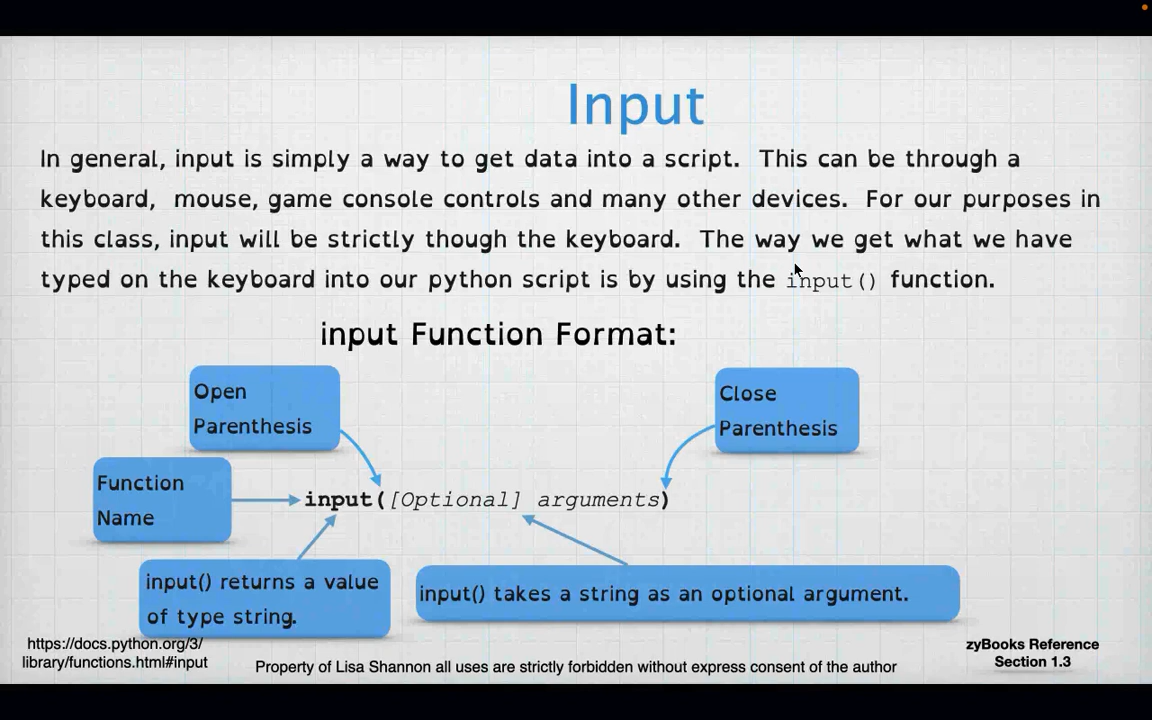 Input
In general, input is simply a way to get data into a script. This can be through a
keyboard, mouse, game console controls and many other devices. For our purposes in
this class, input will be strictly though the keyboard. The way we get what we have
typed on the keyboard into our python script is by using the input() function.
input Function Format:
Open
Parenthesis
Close
Parenthesis
Function
Name
input([Optional] arguments)
input() returns a value
of type string.
input() takes a string as an optional argument.
https://docs.python.org/3/
library/functions.html#input
Property of Lisa Shannon all uses are strictly forbidden without express consent of the author
zyBooks Reference
Section 1.3